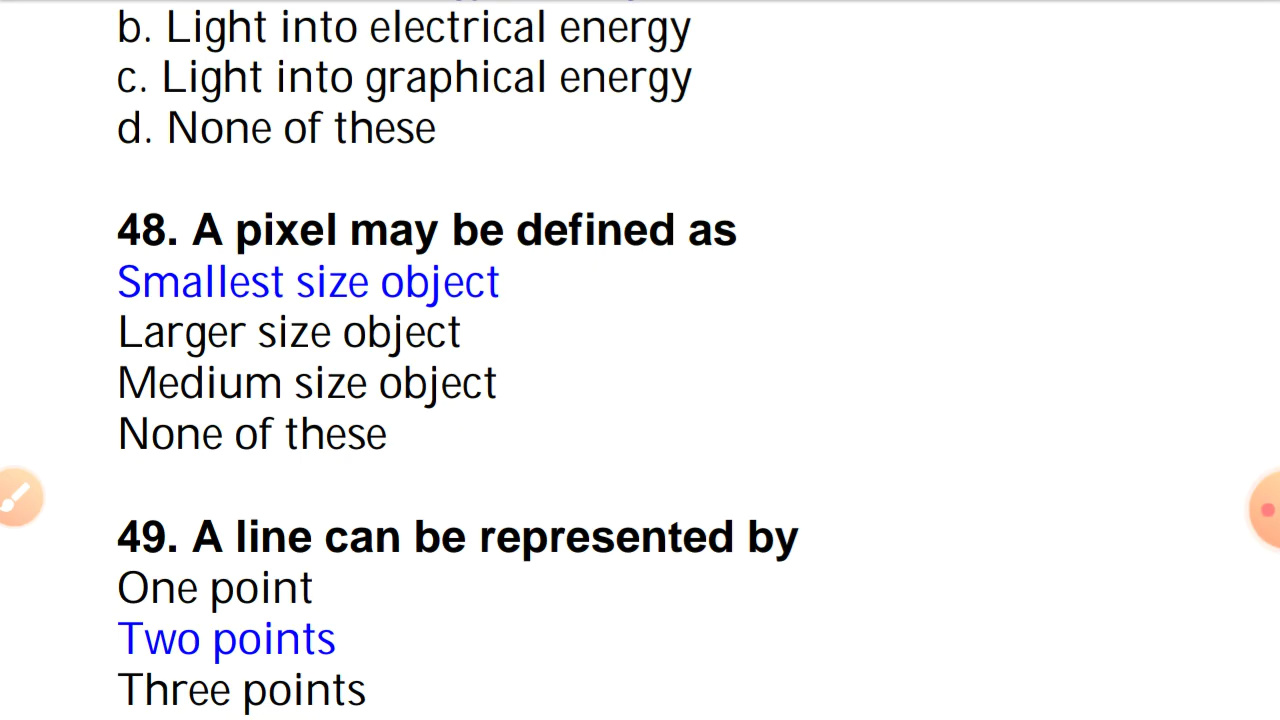 b. Light into electrical energy
c. Light into graphical energy
d. None of these
48. A pixel may be defined as
Smallest size object
Larger size object
Medium size object
None of these
49. A line can be represented by
One point
Two points
Three points